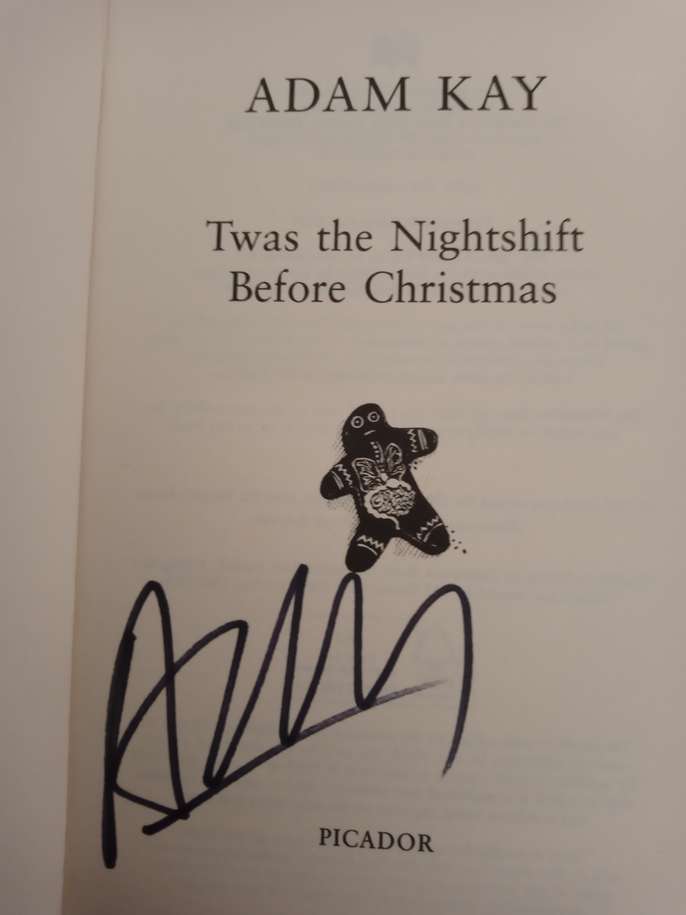 ADAM KAY
Twas the Nightshift
Before Christmas
PICADOR